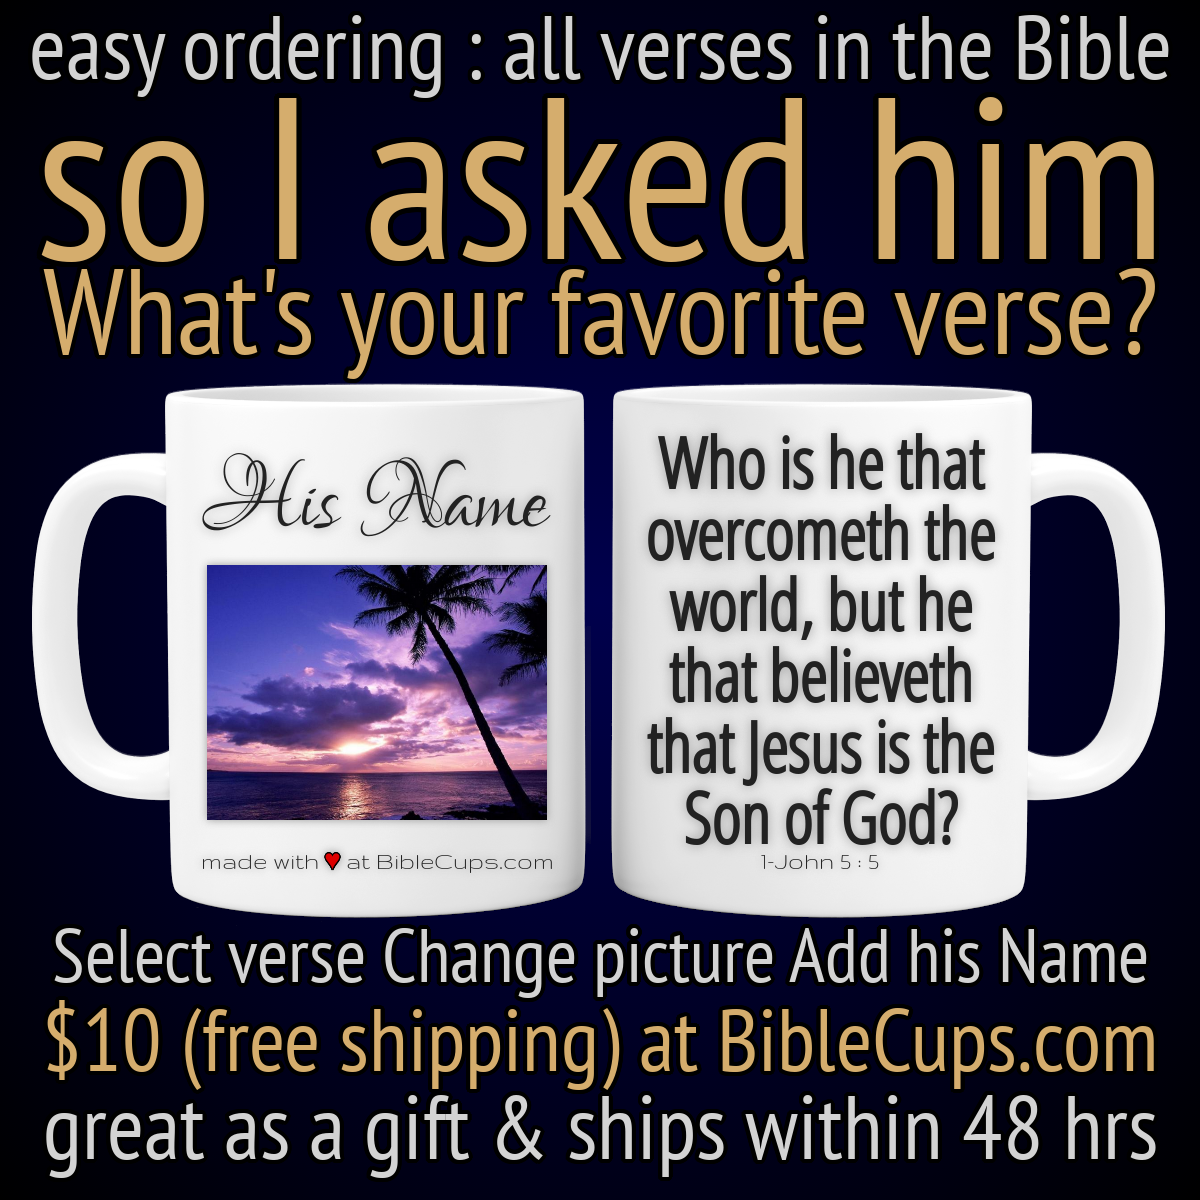 easy ordering : all verses in the Bible
so I asked him
What's your favorite verse?
His Name
made with ♥ at BibleCups.com
Who is he that
overcometh the
world, but he
that believeth
that Jesus is the
Son of God?
1-John 5 : 5
Select verse Change picture Add his Name
$10 (free shipping) at BibleCups.com
great as a gift & ships within 48 hrs